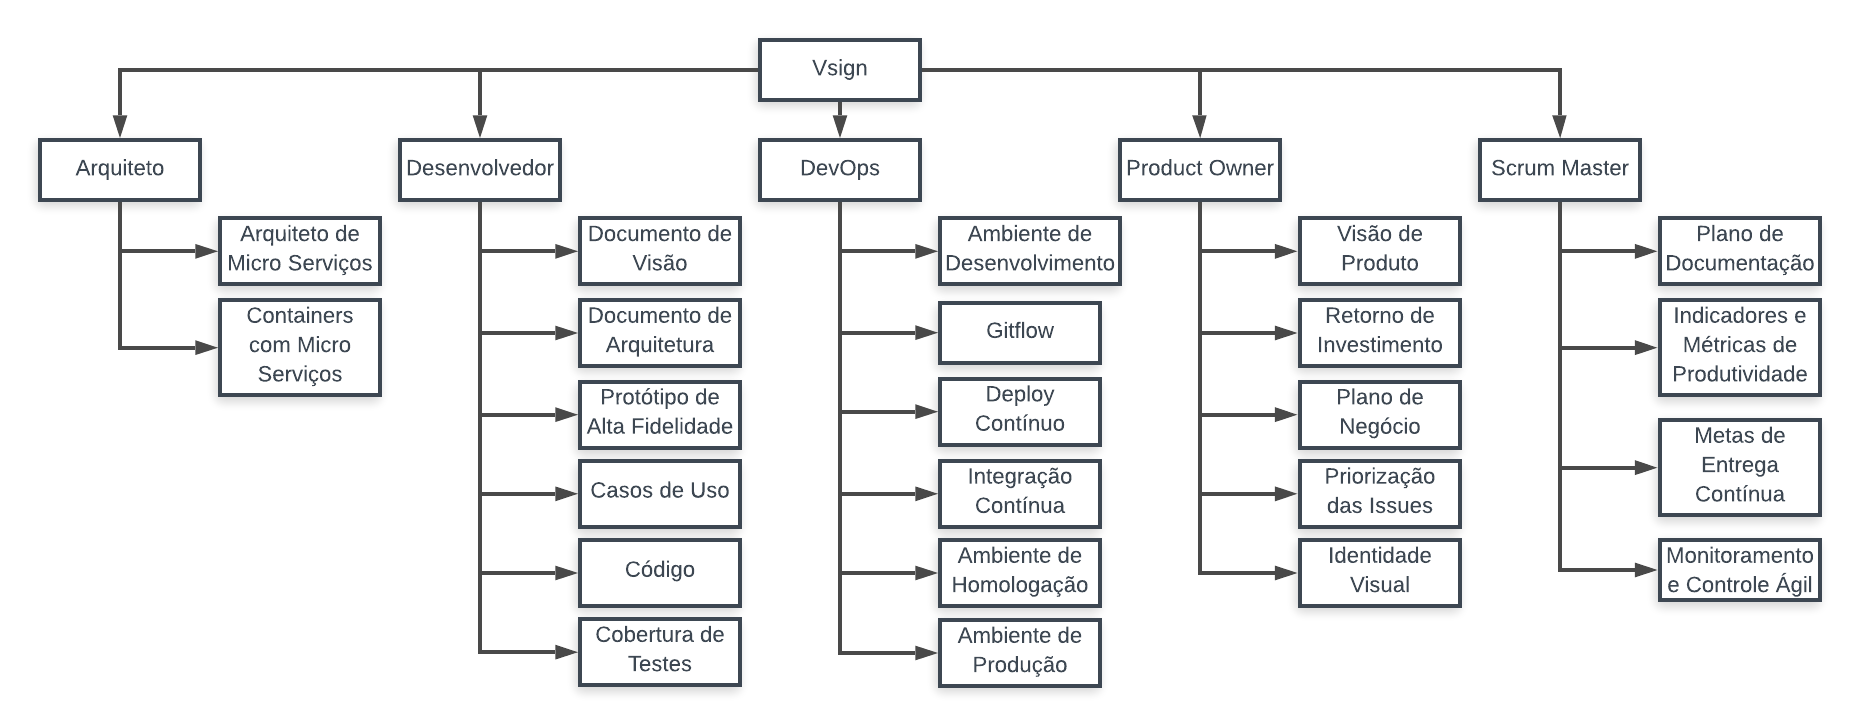 Vsign
Arquiteto
Desenvolvedor
DevOps
Product Owner
Scrum Master
Arquiteto de
Micro Serviços
Containers
com Micro
Serviços
Documento de
Visão
Documento de
Arquitetura
Protótipo de
Alta Fidelidade
Casos de Uso
Código
Cobertura de
Testes
Ambiente de
Desenvolvimento
Gitflow
Deploy
Contínuo
Integração
Contínua
Ambiente de
Homologação
Ambiente de
Produção
Visão de
Produto
Retorno de
Investimento
Plano de
Negócio
Priorização
das Issues
Identidade
Visual
Plano de
Documentação
Indicadores e
Métricas de
Produtividade
Metas de
Entrega
Contínua
Monitoramento
e Controle Ágil